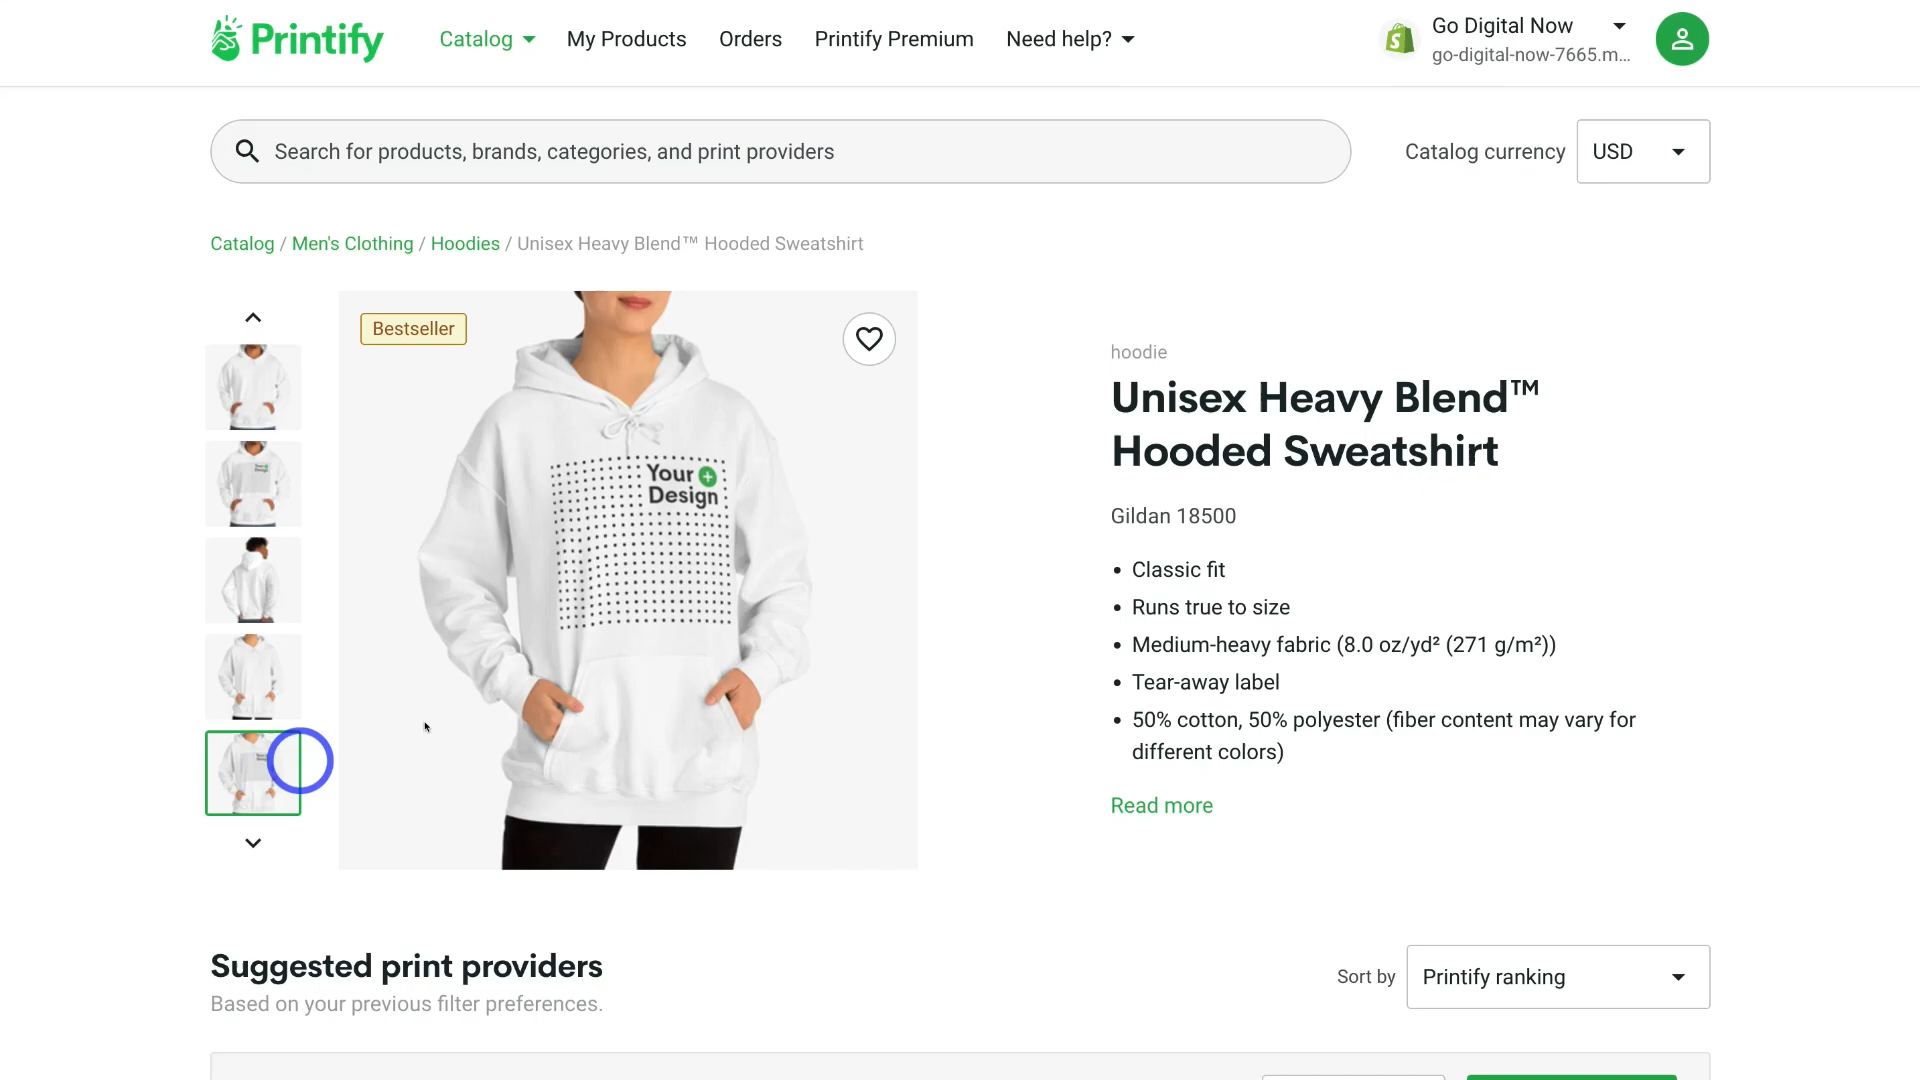 Printify
Catalog
My Products
Orders
Printify Premium
Need help?
Go Digital Now
go-digital-now-7665.m...
Search for products, brands, categories, and print providers
Catalog currency
USD
Catalog / Men's Clothing / Hoodies / Unisex Heavy Blend™ Hooded Sweatshirt
Bestseller
Your
Design
hoodie
Unisex Heavy Blend™
Hooded Sweatshirt
Gildan 18500
• Classic fit
• Runs true to size
• Medium-heavy fabric (8.0 oz/yd² (271 g/m²))
• Tear-away label
• 50% cotton, 50% polyester (fiber content may vary for
different colors)
Read more
Suggested print providers
Based on your previous filter preferences.
Sort by
Printify ranking